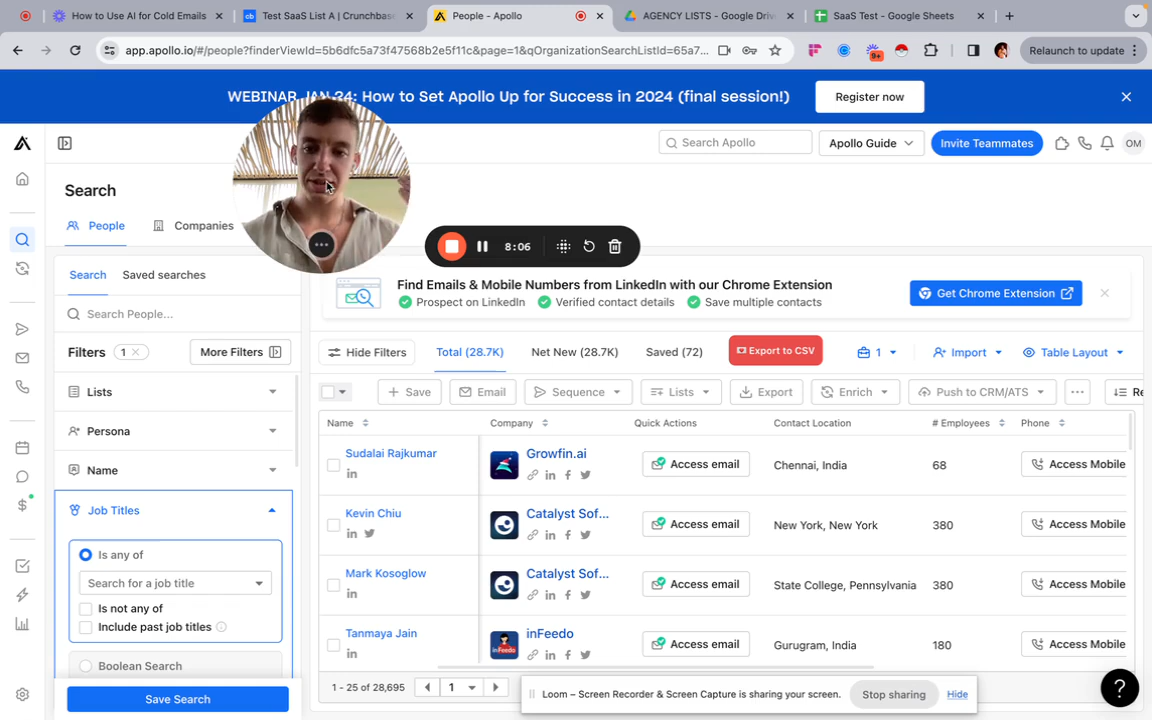 How to Use AI for Cold Emails
Test SaaS List A | Crunchbas
People - Apollo
AGENCY LISTS - Google Driv
SaaS Test - Google Sheets
app.apollo.io/#/people?finderViewId=5b6dfc5a73f47568b2e5f11c&page=1&qOrganizationSearchListId=65a7...
9+
Relaunch to update
WEBINAR JAN 24: How to Set Apollo Up for Success in 2024 (final session!)
Register now
Search Apollo
Apollo Guide
Invite Teammates
OM
Search
People
Companies
8:06
Search
Saved searches
Search People...
Filters
1
More Filters
Lists
Persona
Name
Job Titles
Is any of
Search for a job title
Is not any of
Include past job titles
Boolean Search
Save Search
Find Emails & Mobile Numbers from LinkedIn with our Chrome Extension
Prospect on LinkedIn
Verified contact details
Save multiple contacts
Get Chrome Extension
Hide Filters
Total (28.7K)
Net New (28.7K)
Saved (72)
Export to CSV
1
Import
Table Layout
Save
Email
Sequence
Lists
Export
Enrich
Push to CRM/ATS
Re
Name
Company
Quick Actions
Contact Location
# Employees
Phone
Sudalai Rajkumar
Growfin.ai
Access email
Chennai, India
68
Access Mobile
Kevin Chiu
Catalyst Sof...
Access email
New York, New York
380
Access Mobile
Mark Kosoglow
Catalyst Sof...
Access email
State College, Pennsylvania
380
Access Mobile
Tanmaya Jain
inFeedo
Access email
Gurugram, India
180
Access Mobile
1 - 25 of 28,695
1
Loom – Screen Recorder & Screen Capture is sharing your screen.
Stop sharing
Hide
?